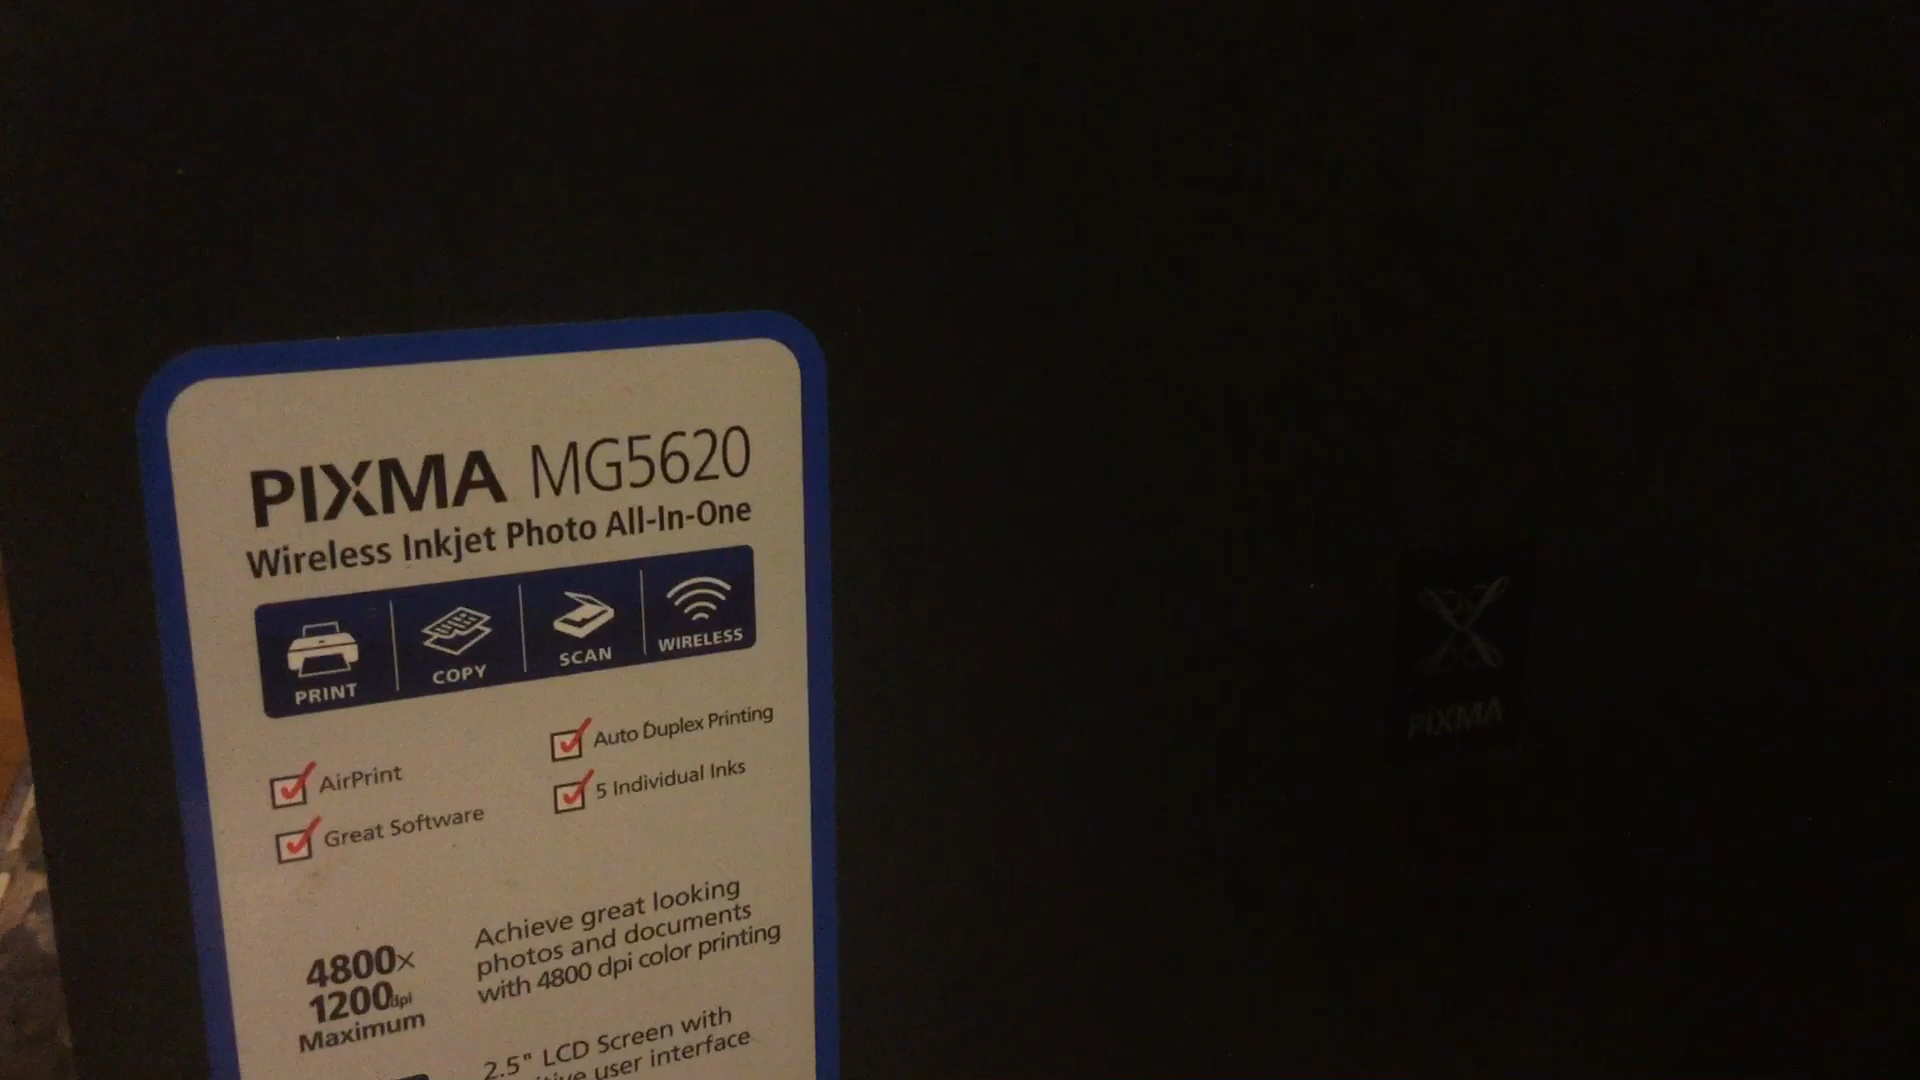 PIXMA MG5620
Wireless Inkjet Photo All-In-One
PRINT COPY SCAN WIRELESS
AirPrint
Great Software
Auto Duplex Printing
5 Individual Inks
4800x
1200dpi
Maximum
Achieve great looking
photos and documents
with 4800 dpi color printing
2.5" LCD Screen with
user interface
PIXMA